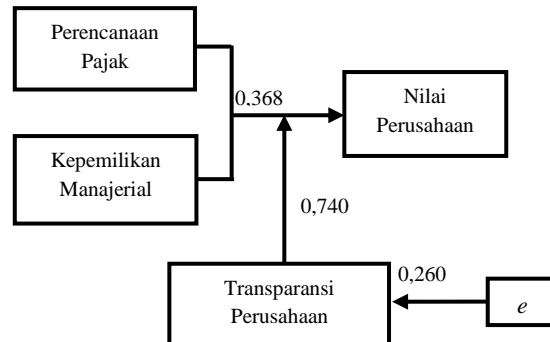 Perencanaan
Pajak
0,368
Nilai
Perusahaan
Kepemilikan
Manajerial
0,740
0,260
Transparansi
Perusahaan
e